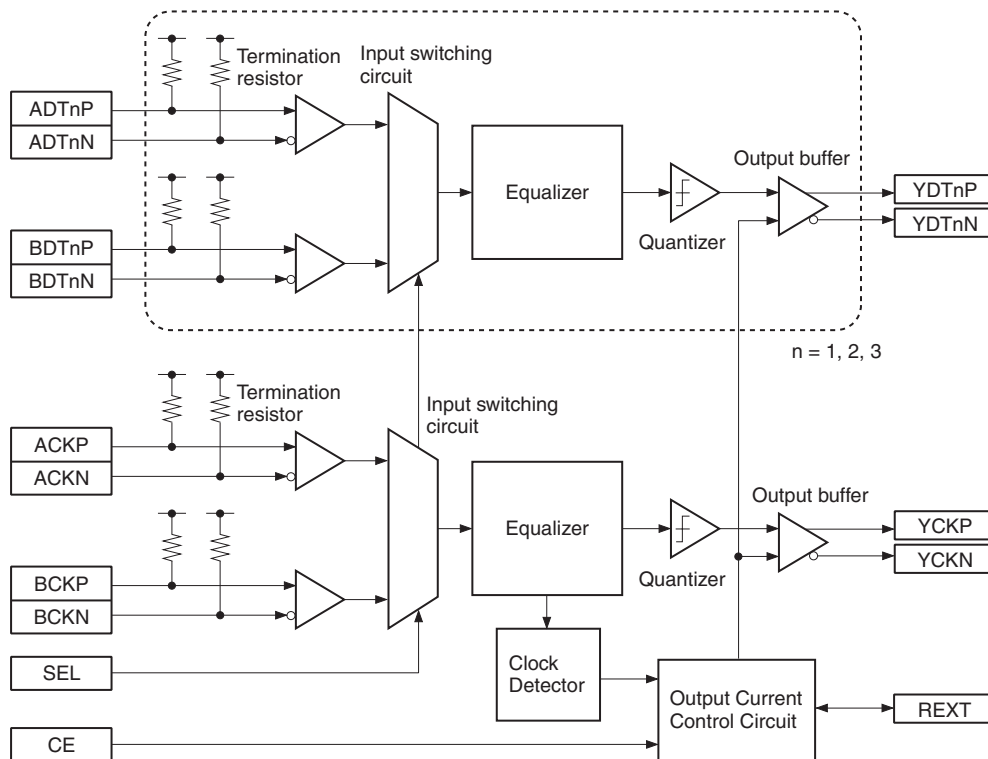 Termination
resistor
Input switching
circuit
ADTnP
ADTnN
BDTnP
BDTnN
Equalizer
Quantizer
Output buffer
YDTnP
YDTnN
n = 1, 2, 3
Termination
resistor
Input switching
circuit
ACKP
ACKN
BCKP
BCKN
Equalizer
Quantizer
Output buffer
YCKP
YCKN
SEL
Clock
Detector
Output Current
Control Circuit
REXT
CE